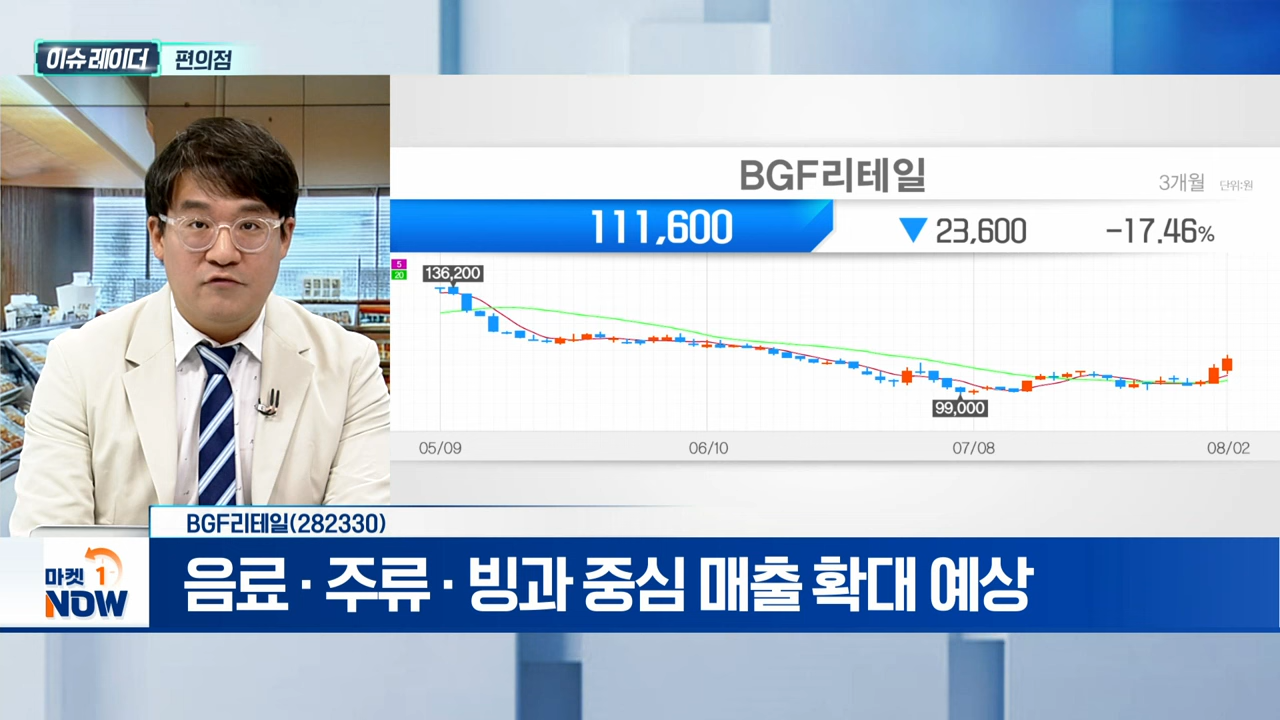 이슈 레이더 편의점
BGF리테일
3개월 단위:원
111,600 ▼ 23,600 -17.46%
5
20
136,200
99,000
05/09 06/10 07/08 08/02
BGF리테일(282330)
마켓 1
NOW
음료·주류·빙과 중심 매출 확대 예상